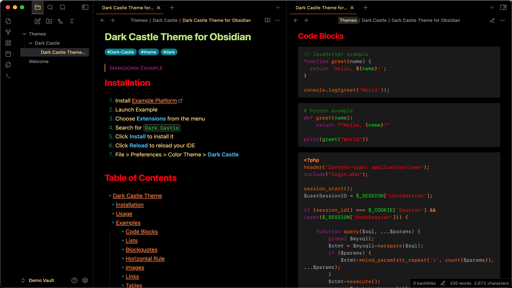 Dark Castle Theme for...
Dark Castle Theme for...
Themes
Dark Castle
Dark Castle Theme...
Welcome
Themes / Dark Castle / Dark Castle Theme for Obsidian
Dark Castle Theme for Obsidian
#Dark-Castle #theme #dark
Markdown Example
Installation
1. Install Example Platform
2. Launch Example
3. Choose Extensions from the menu
4. Search for Dark Castle
5. Click Install to install it
6. Click Reload to reload your IDE
7. File > Preferences > Color Theme > Dark Castle
Table of Contents
Dark Castle Theme
Installation
Usage
Examples
Code Blocks
Lists
Blockquotes
Horizontal Rule
Images
Links
Tables
Demo Vault
Themes / Dark Castle / Dark Castle Theme for Obsidian
Code Blocks
// JavaScript example
function greet(name) {
return `Hello, ${name}!`;
}
console.log(greet('World'));
# Python example
def greet(name):
return f"Hello, {name}!"
print(greet("World"))
<?php
header('Content-type: application/json');
include("login.php");
session_start();
$userSessionID = $_SESSION['UserSession'];
if (session_id() === $_COOKIE['Session'] &&
isset($_SESSION['UserSession'])) {
function query($sql, ...$params) {
global $mysqli;
$stmt = $mysqli->prepare($sql);
if ($params) {
$stmt->bind_param(str_repeat('s', count($params)),
...$params);
}
$stmt->execute();
0 backlinks
230 words 2,872 characters